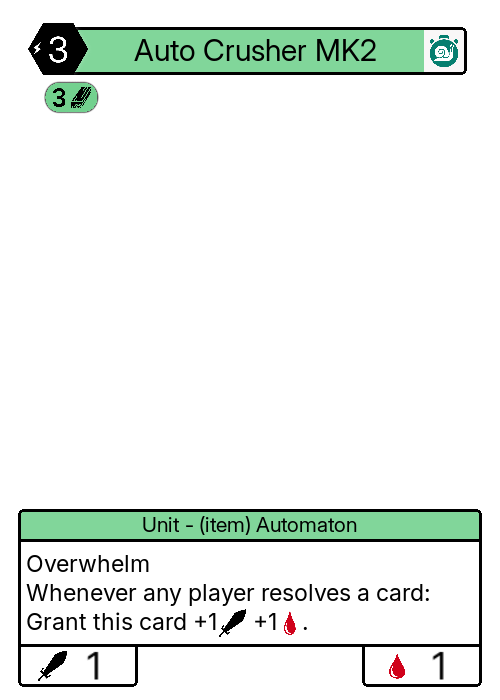 3 Auto Crusher MK2
3
Unit - (item) Automaton
Overwhelm
Whenever any player resolves a card:
Grant this card +1 +1 .
1 1